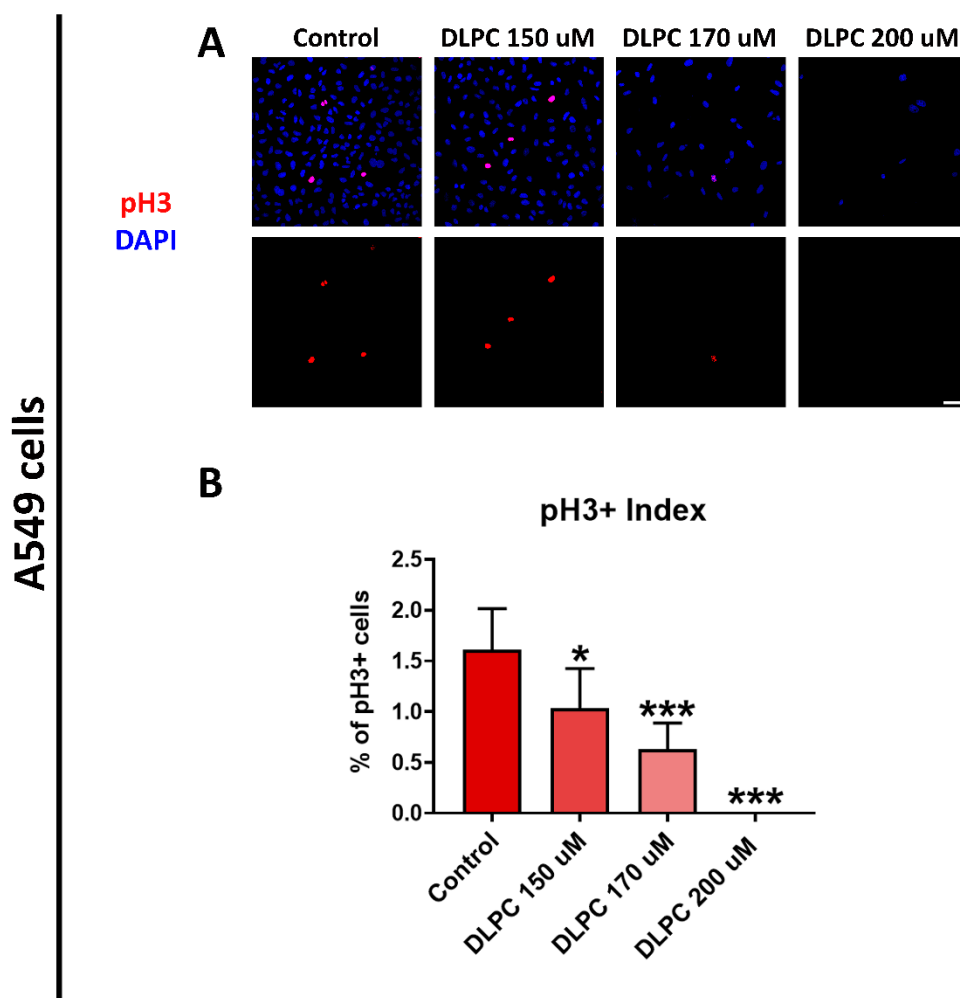 A
Control
DLPC 150 uM
DLPC 170 uM
DLPC 200 uM
pH3
DAPI
A549 cells
B
pH3+ Index
% of pH3+ cells
2.5
2.0
1.5
1.0
0.5
0.0
*
***
***
Control
DLPC 150 uM
DLPC 170 uM
DLPC 200 uM